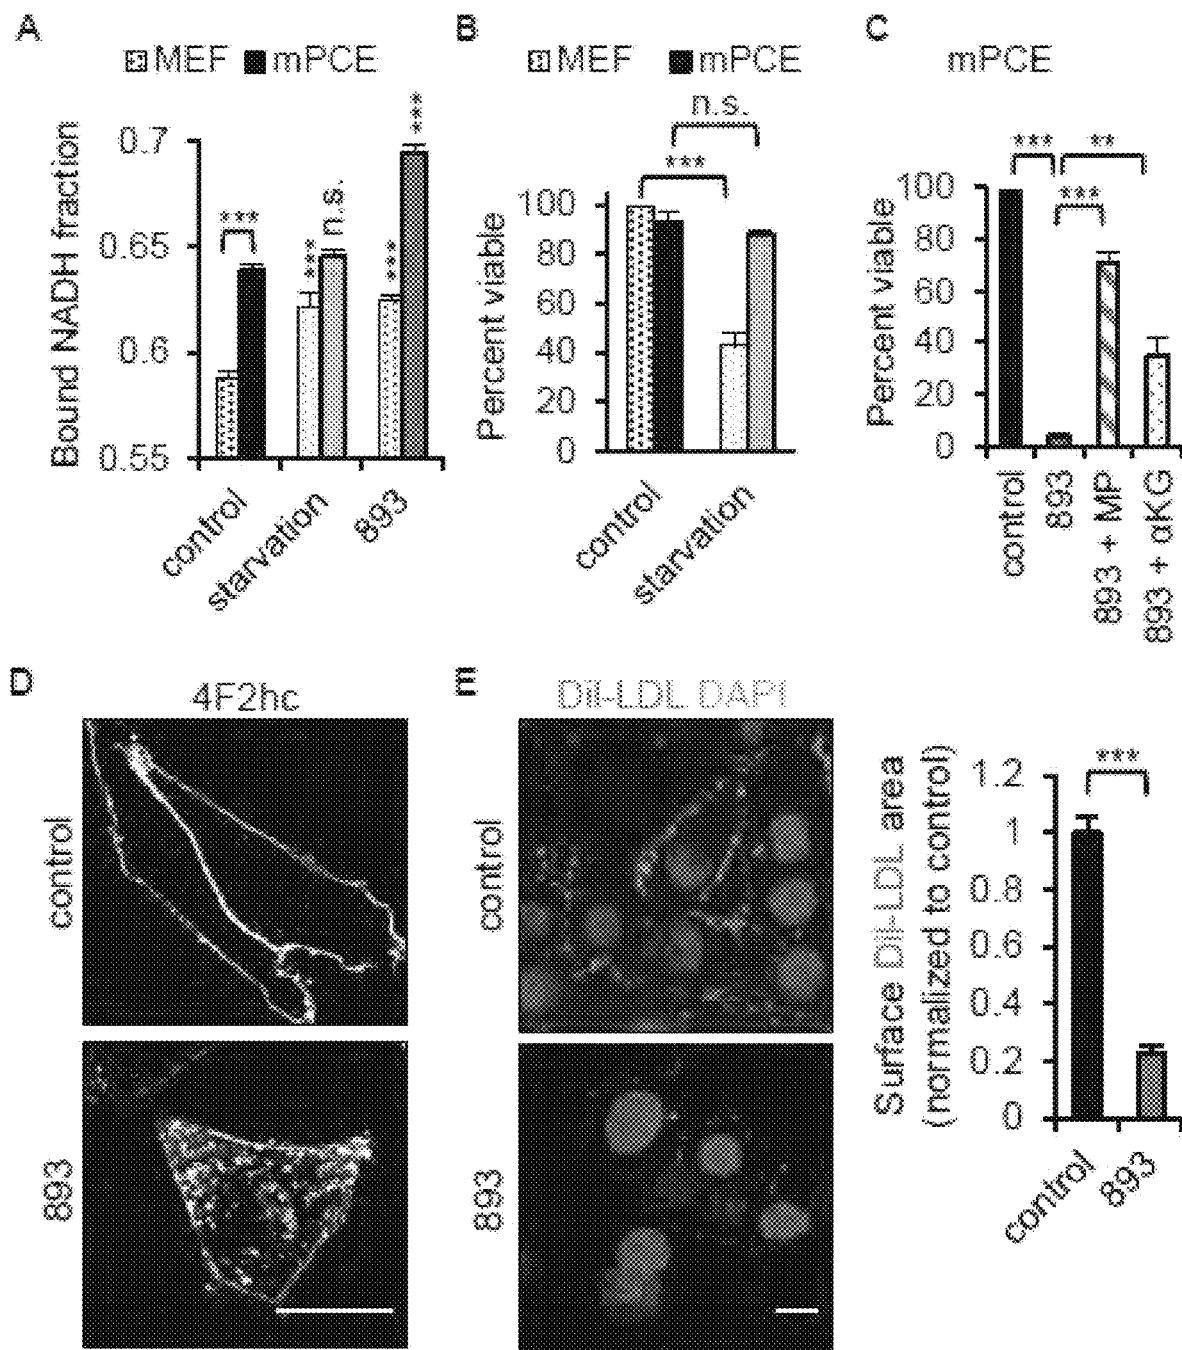 A
MEF mPCE
Bound NADH fraction
0.7
0.65
0.6
0.55
***
***
n.s.
***
***
control
starvation
893
B
MEF mPCE
n.s.
***
Percent viable
100
80
60
40
20
0
control
starvation
C
mPCE
*** **
***
Percent viable
100
80
60
40
20
0
control
893
893 + MP
893 + αKG
D
4F2hc
control
893
E
Dil-LDL DAPI
control
893
Surface Dil-LDL area
(normalized to control)
***
1.2
1
0.8
0.6
0.4
0.2
0
control
893